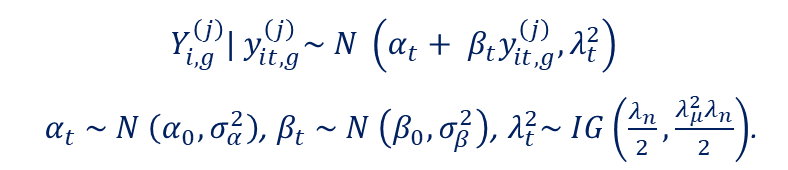 Y_{i,g}^{(j)} | y_{it,g}^{(j)} ~ N (α_t + β_t y_{it,g}^{(j)}, λ_t^2)
α_t ~ N (α_0, σ_α^2), β_t ~ N (β_0, σ_β^2), λ_t^2 ~ IG (λ_n/2, λ_μ^2 λ_n/2).